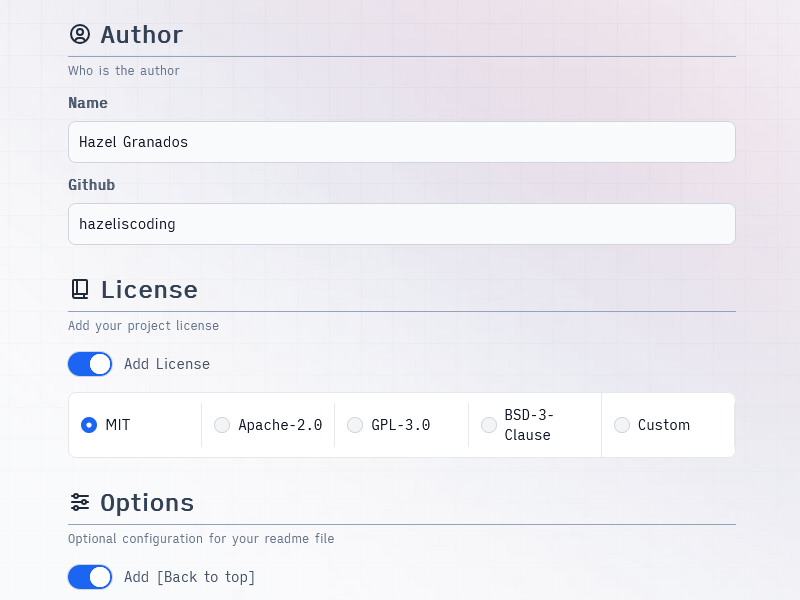 Author
Who is the author
Name
Hazel Granados
Github
hazeliscoding
License
Add your project license
Add License
MIT
Apache-2.0
GPL-3.0
BSD-3-
Clause
Custom
Options
Optional configuration for your readme file
Add [Back to top]